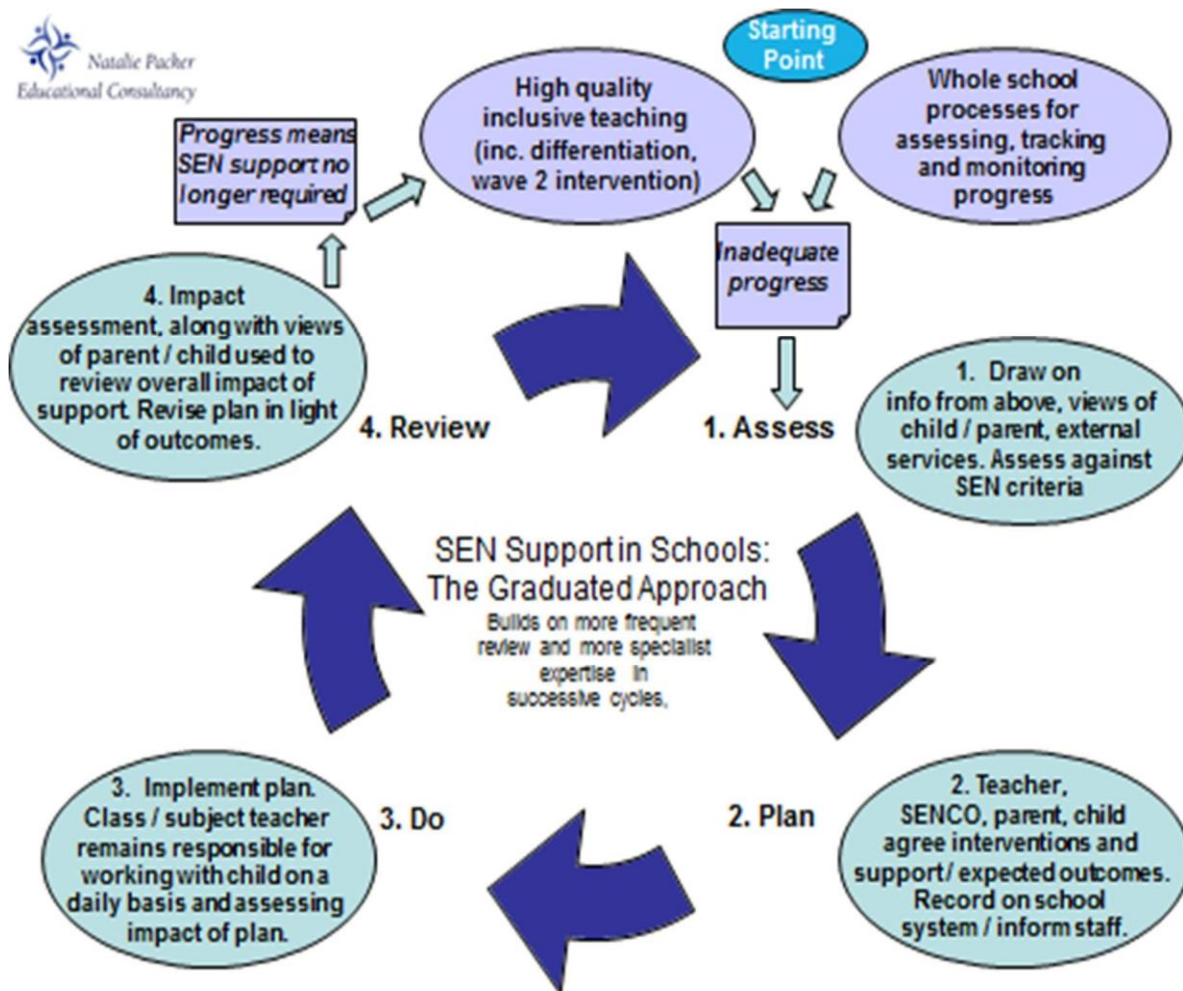 Natalie Packer
Educational Consultancy
Starting
Point
High quality
inclusive teaching
(inc. differentiation,
wave 2 intervention)
Whole school
processes for
assessing, tracking
and monitoring
progress
Progress means
SEN support no
longer required
Inadequate
progress
4. Impact
assessment, along with views
of parent / child used to
review overall impact of
support. Revise plan in light
of outcomes.
4. Review
1. Assess
1. Draw on
info from above, views of
child / parent, external
services. Assess against
SEN criteria
SEN Support in Schools:
The Graduated Approach
Builds on more frequent
review and more specialist
expertise in
successive cycles,
3. Implement plan.
Class / subject teacher
remains responsible for
working with child on a
daily basis and assessing
impact of plan.
3. Do
2. Plan
2. Teacher,
SENCO, parent, child
agree interventions and
support / expected outcomes.
Record on school
system / inform staff.